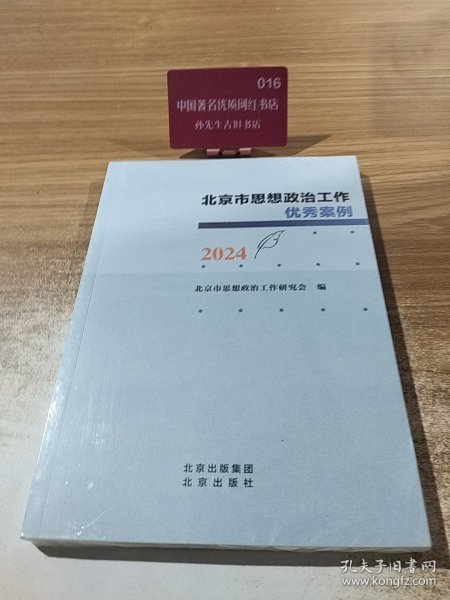 016
中国著名优质网红书店
孙先生古旧书店
北京市思想政治工作
优秀案例
2024
北京市思想政治工作研究会 编
北京出版集团
北京出版社
孔夫子旧书网
www.kongfz.com